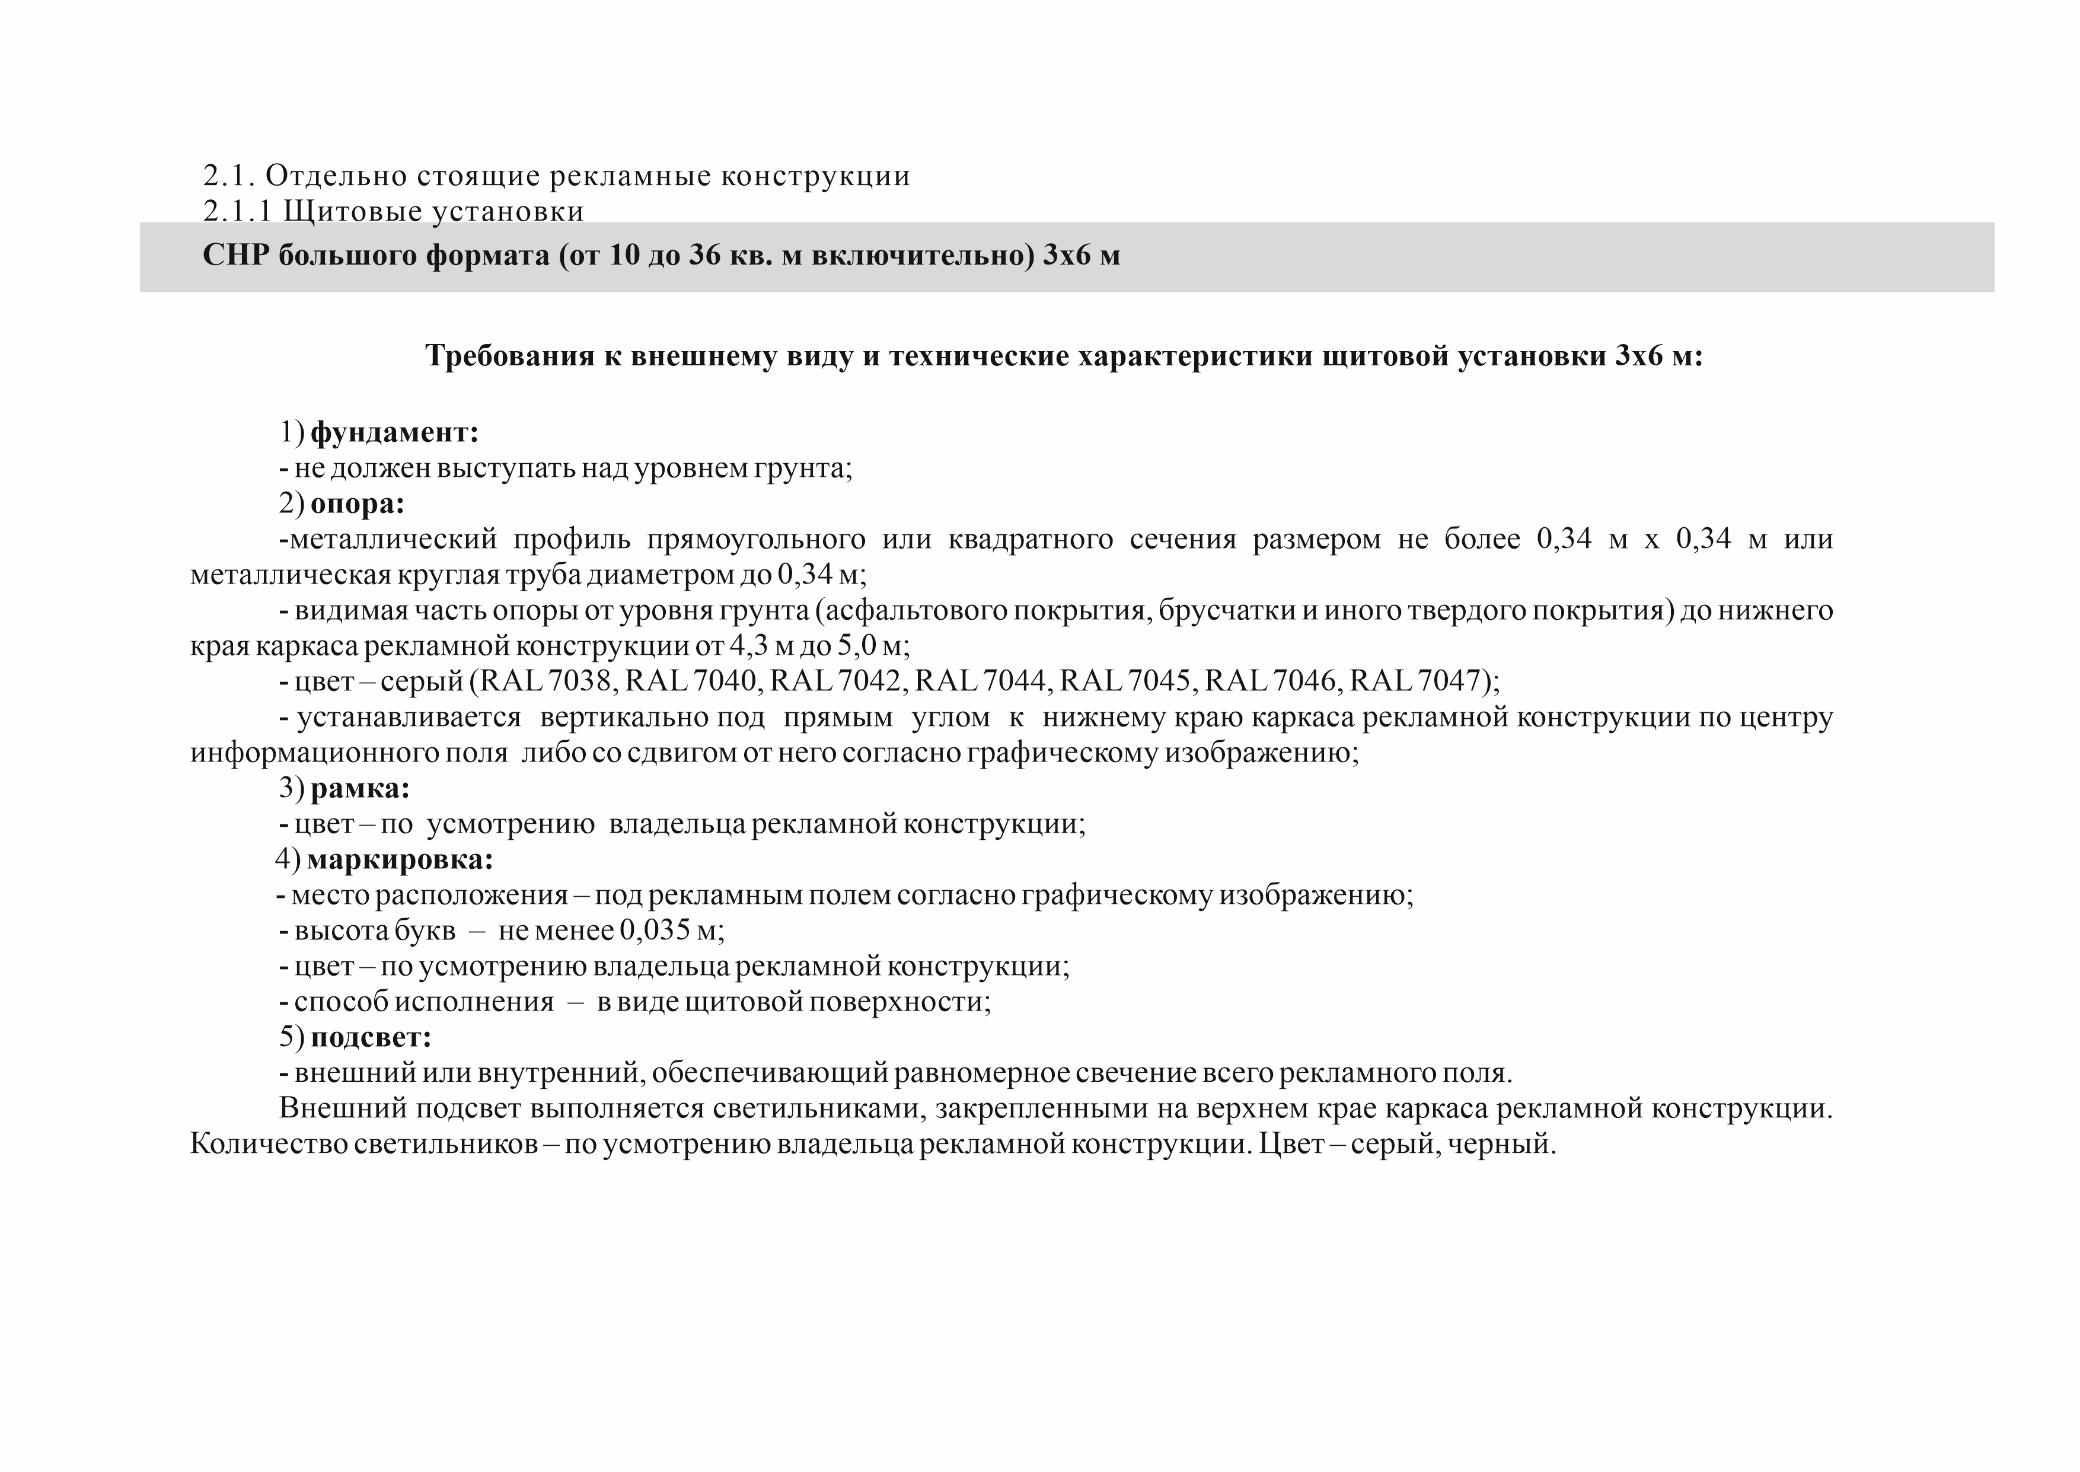 2.1. Отдельно стоящие рекламные конструкции
2.1.1 Щитовые установки
СНР большого формата (от 10 до 36 кв. м включительно) 3х6 м
Требования к внешнему виду и технические характеристики щитовой установки 3х6 м:
1) фундамент:
- не должен выступать над уровнем грунта;
2) опора:
-металлический профиль прямоугольного или квадратного сечения размером не более 0,34 м х 0,34 м или
металлическая круглая труба диаметром до 0,34 м;
- видимая часть опоры от уровня грунта (асфальтового покрытия, брусчатки и иного твердого покрытия) до нижнего
края каркаса рекламной конструкции от 4,3 м до 5,0 м;
- цвет – серый (RAL 7038, RAL 7040, RAL 7042, RAL 7044, RAL 7045, RAL 7046, RAL 7047);
- устанавливается вертикально под прямым углом к нижнему краю каркаса рекламной конструкции по центру
информационного поля либо со сдвигом от него согласно графическому изображению;
3) рамка:
- цвет – по усмотрению владельца рекламной конструкции;
4) маркировка:
- место расположения – под рекламным полем согласно графическому изображению;
- высота букв – не менее 0,035 м;
- цвет – по усмотрению владельца рекламной конструкции;
- способ исполнения – в виде щитовой поверхности;
5) подсвет:
- внешний или внутренний, обеспечивающий равномерное свечение всего рекламного поля.
Внешний подсвет выполняется светильниками, закрепленными на верхнем крае каркаса рекламной конструкции.
Количество светильников – по усмотрению владельца рекламной конструкции. Цвет – серый, черный.